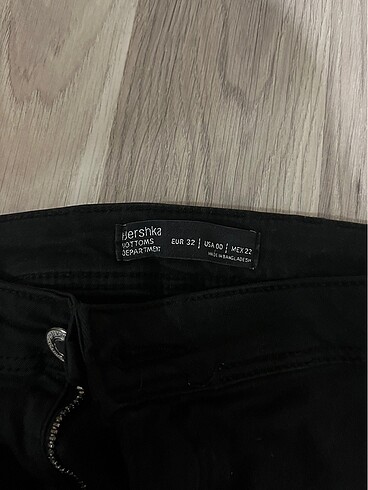 Bershka
BOTTOMS
DEPARTMENT
EUR 32 | USA 00 | MEX 22
MADE IN BANGLADESH